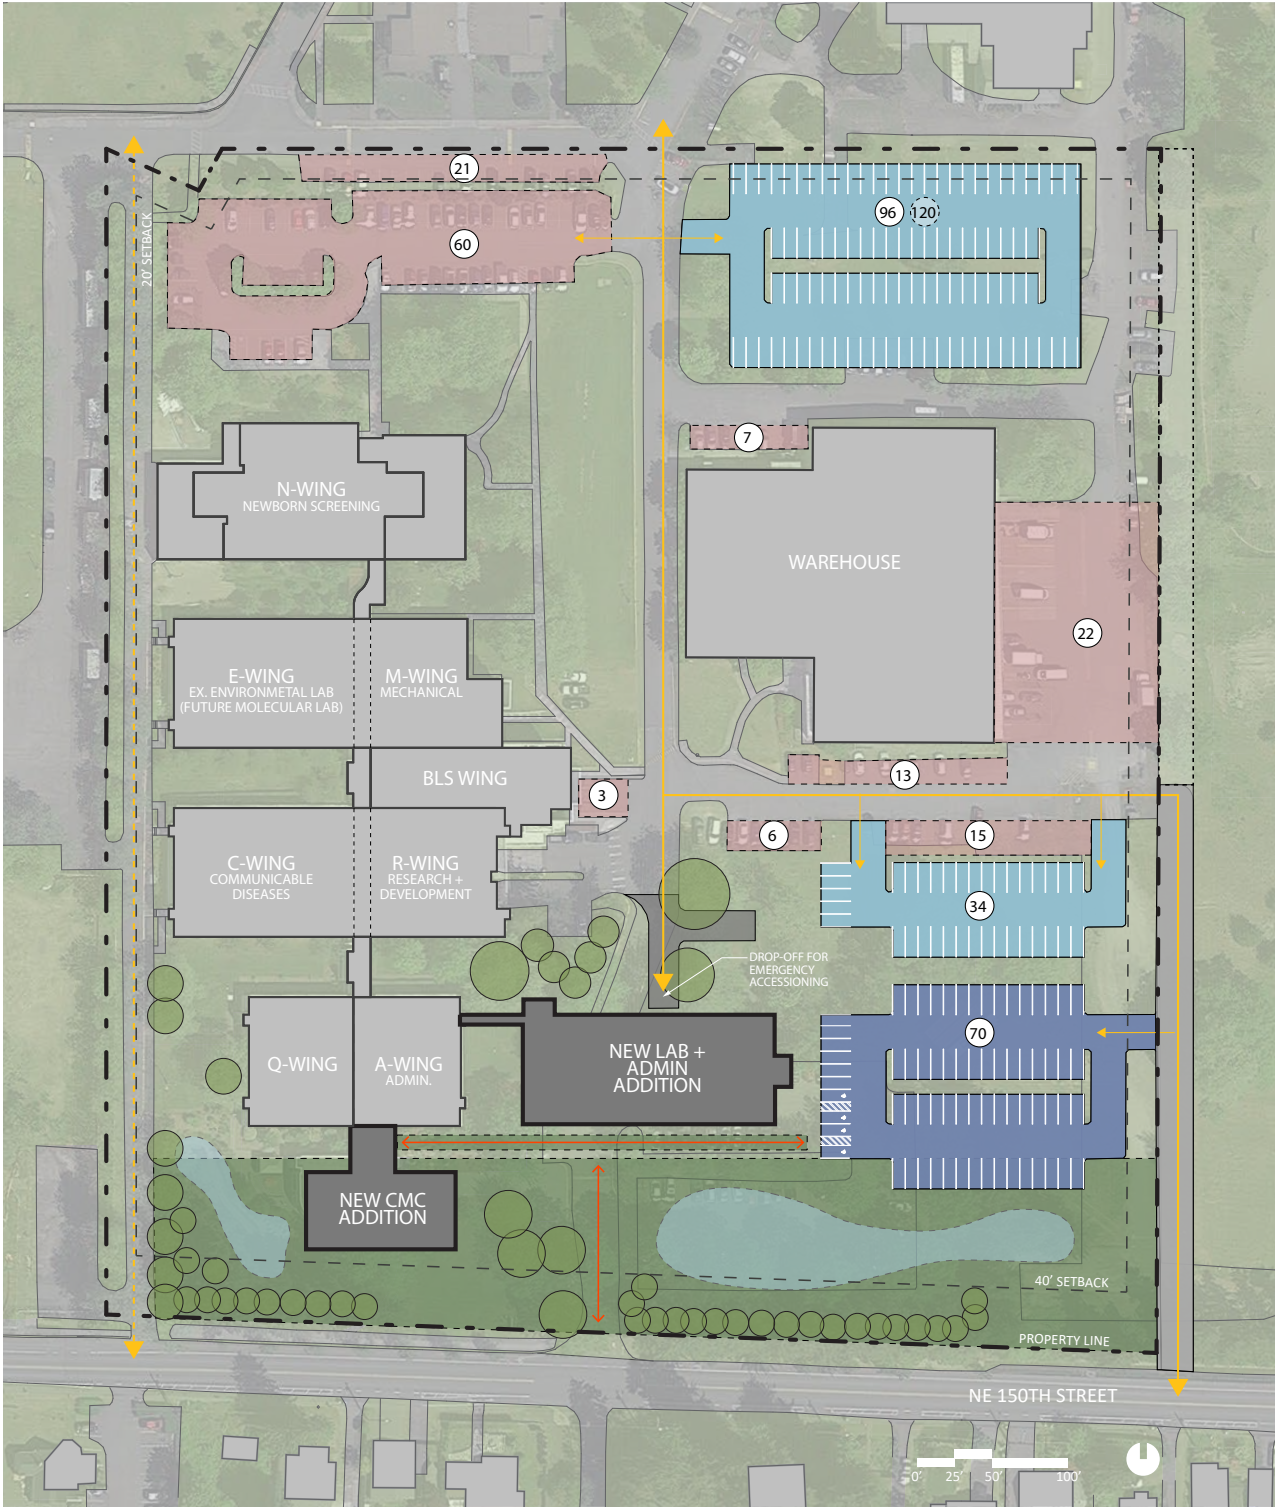 21
96
120
60
20' SETBACK
7
N-WING
NEWBORN SCREENING
WAREHOUSE
22
E-WING
EX. ENVIRONMETAL LAB
(FUTURE MOLECULAR LAB)
M-WING
MECHANICAL
BLS WING
13
3
6
15
C-WING
COMMUNICABLE
DISEASES
R-WING
RESEARCH +
DEVELOPMENT
34
DROP-OFF FOR
EMERGENCY
ACCESSIONING
70
Q-WING
A-WING
ADMIN.
NEW LAB +
ADMIN
ADDITION
NEW CMC
ADDITION
40' SETBACK
PROPERTY LINE
NE 150TH STREET
0'
25'
50'
100'